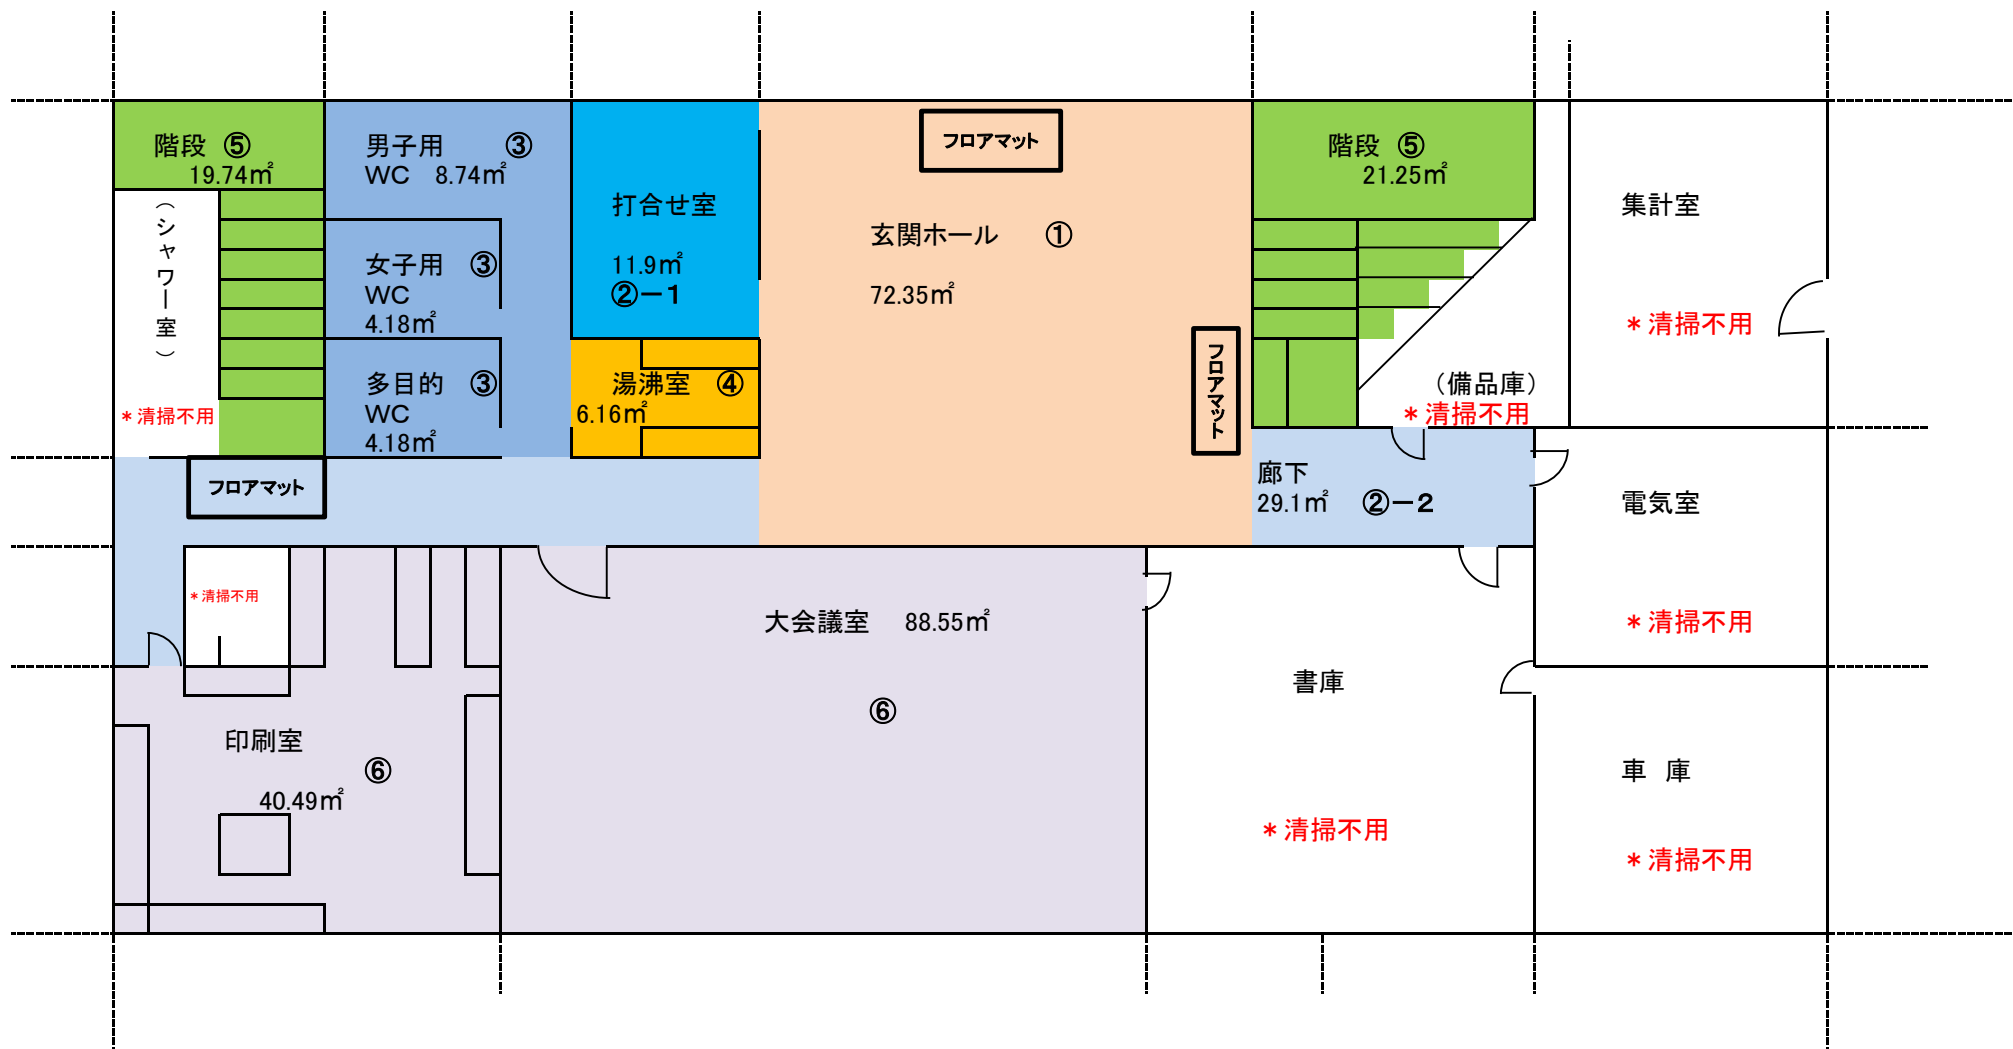 フロアマット
階段 ⑤
19.74㎡
男子用 ③
WC 8.74㎡
階段 ⑤
21.25㎡
(シャワー室)
打合せ室
11.9㎡
②－1
玄関ホール ①
72.35㎡
集計室
＊清掃不用
女子用 ③
WC
4.18㎡
フロアマット
多目的 ③
WC
4.18㎡
湯沸室 ④
6.16㎡
(備品庫)
＊清掃不用
＊清掃不用
フロアマット
廊下
29.1㎡ ②－2
電気室
＊清掃不用
＊清掃不用
大会議室 88.55㎡
⑥
書庫
＊清掃不用
印刷室
⑥
40.49㎡
車 庫
＊清掃不用